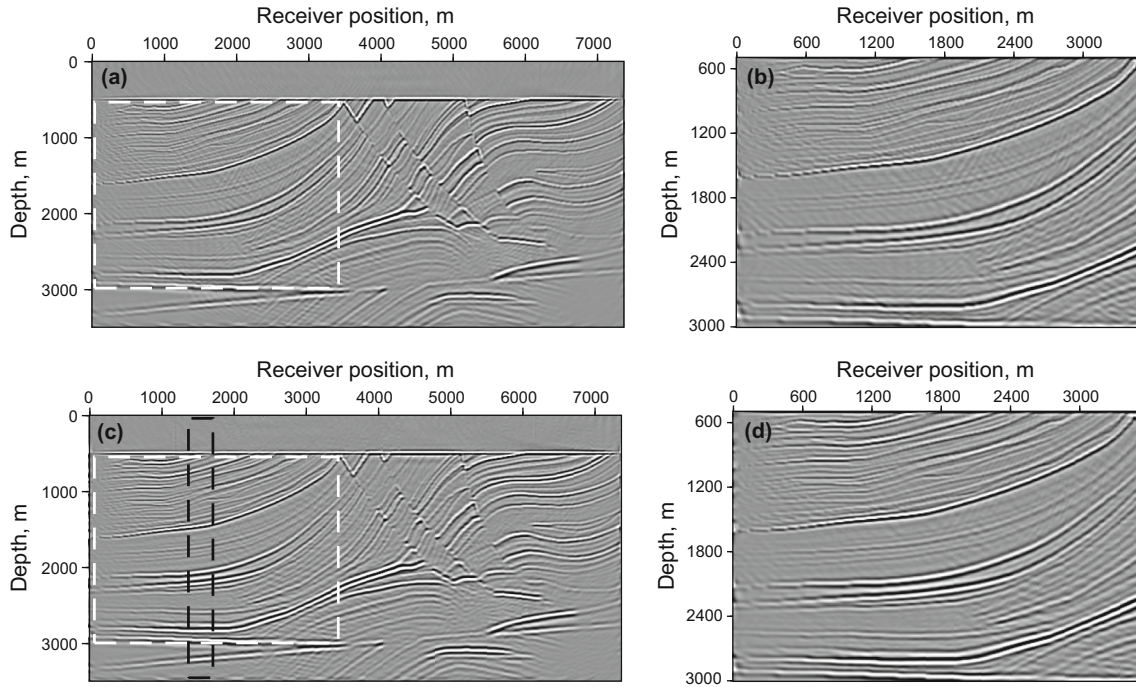 Receiver position, m
0 1000 2000 3000 4000 5000 6000 7000
Depth, m
0
1000
2000
3000
(a)
Receiver position, m
0 600 1200 1800 2400 3000
Depth, m
600
1200
1800
2400
3000
(b)
Receiver position, m
0 1000 2000 3000 4000 5000 6000 7000
Depth, m
0
1000
2000
3000
(c)
Receiver position, m
0 600 1200 1800 2400 3000
Depth, m
600
1200
1800
2400
3000
(d)